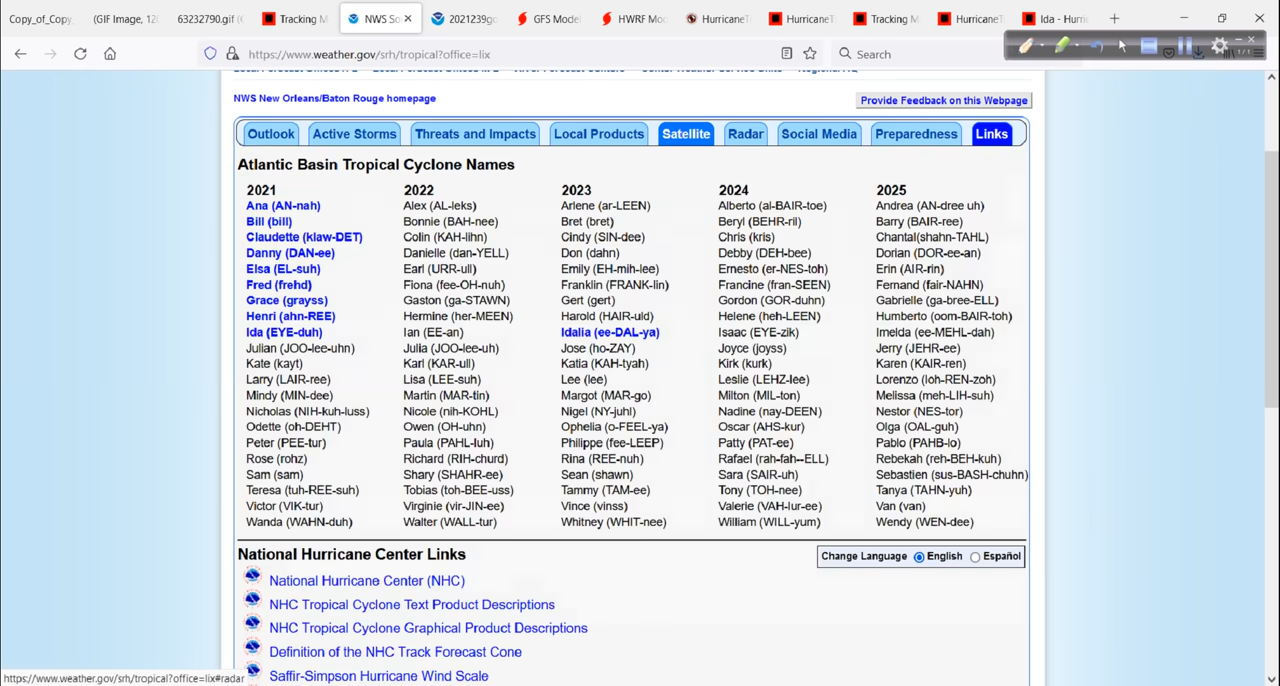 Copy_of_Copy_ (GIF Image, 12 63232790.gif ( Tracking M NWS So 2021239g GFS Model HWRF Mo HurricaneT HurricaneT Tracking M HurricaneT Ida - Hurri
https://www.weather.gov/srh/tropical?office=lix Search 1/1
NWS New Orleans/Baton Rouge homepage
Provide Feedback on this Webpage
Outlook Active Storms Threats and Impacts Local Products Satellite Radar Social Media Preparedness Links
Atlantic Basin Tropical Cyclone Names
2021 2022 2023 2024 2025
Ana (AN-nah) Alex (AL-leks) Arlene (ar-LEEN) Alberto (al-BAIR-toe) Andrea (AN-dree uh)
Bill (bill) Bonnie (BAH-nee) Bret (bret) Beryl (BEHR-ril) Barry (BAIR-ree)
Claudette (klaw-DET) Colin (KAH-lihn) Cindy (SIN-dee) Chris (kris) Chantal(shahn-TAHL)
Danny (DAN-ee) Danielle (dan-YELL) Don (dahn) Debby (DEH-bee) Dorian (DOR-ee-an)
Elsa (EL-suh) Earl (URR-ull) Emily (EH-mih-lee) Ernesto (er-NES-toh) Erin (AIR-rin)
Fred (frehd) Fiona (fee-OH-nuh) Franklin (FRANK-lin) Francine (fran-SEEN) Fernand (fair-NAHN)
Grace (grayss) Gaston (ga-STAWN) Gert (gert) Gordon (GOR-duhn) Gabrielle (ga-bree-ELL)
Henri (ahn-REE) Hermine (her-MEEN) Harold (HAIR-uld) Helene (heh-LEEN) Humberto (oom-BAIR-toh)
Ida (EYE-duh) Ian (EE-an) Idalia (ee-DAL-ya) Isaac (EYE-zik) Imelda (ee-MEHL-dah)
Julian (JOO-lee-uhn) Julia (JOO-lee-uh) Jose (ho-ZAY) Joyce (joyss) Jerry (JEHR-ee)
Kate (kayt) Karl (KAR-ull) Katia (KAH-tyah) Kirk (kurk) Karen (KAIR-ren)
Larry (LAIR-ree) Lisa (LEE-suh) Lee (lee) Leslie (LEHZ-lee) Lorenzo (loh-REN-zoh)
Mindy (MIN-dee) Martin (MAR-tin) Margot (MAR-go) Milton (MIL-ton) Melissa (meh-LIH-suh)
Nicholas (NIH-kuh-luss) Nicole (nih-KOHL) Nigel (NY-juhl) Nadine (nay-DEEN) Nestor (NES-tor)
Odette (oh-DEHT) Owen (OH-uhn) Ophelia (o-FEEL-ya) Oscar (AHS-kur) Olga (OAL-guh)
Peter (PEE-tur) Paula (PAHL-luh) Philippe (fee-LEEP) Patty (PAT-ee) Pablo (PAHB-lo)
Rose (rohz) Richard (RIH-churd) Rina (REE-nuh) Rafael (rah-fah--ELL) Rebekah (reh-BEH-kuh)
Sam (sam) Shary (SHAHR-ee) Sean (shawn) Sara (SAIR-uh) Sebastien (sus-BASH-chuhn)
Teresa (tuh-REE-suh) Tobias (toh-BEE-uss) Tammy (TAM-ee) Tony (TOH-nee) Tanya (TAHN-yuh)
Victor (VIK-tur) Virginie (vir-JIN-ee) Vince (vinss) Valerie (VAH-lur-ee) Van (van)
Wanda (WAHN-duh) Walter (WALL-tur) Whitney (WHIT-nee) William (WILL-yum) Wendy (WEN-dee)
National Hurricane Center Links
Change Language English Español
National Hurricane Center (NHC)
NHC Tropical Cyclone Text Product Descriptions
NHC Tropical Cyclone Graphical Product Descriptions
Definition of the NHC Track Forecast Cone
Saffir-Simpson Hurricane Wind Scale
https://www.weather.gov/srh/tropical?office=lix#radar